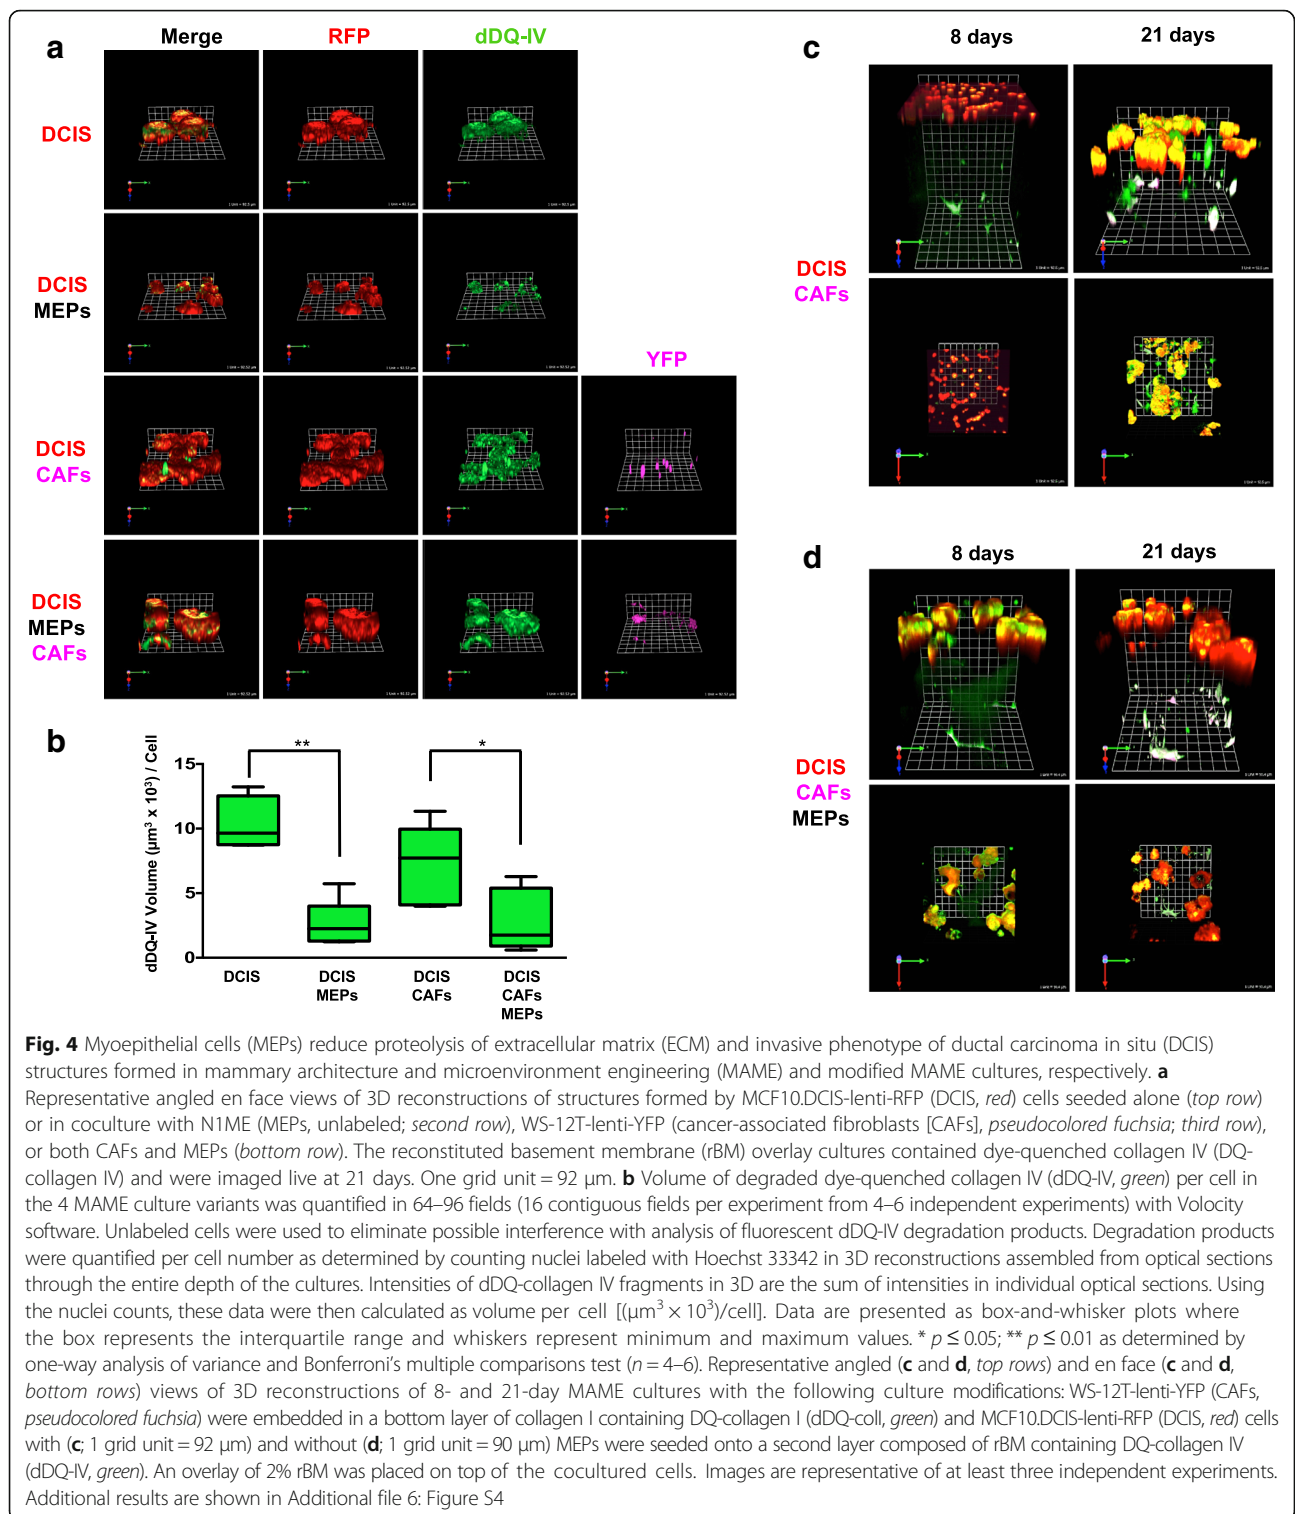 a
Merge RFP dDQ-IV
DCIS
DCIS
MEPs
YFP
DCIS
CAFs
DCIS
MEPs
CAFs
b
dDQ-IV Volume (µm³ x 10³) / Cell
** *
15
10
5
0
DCIS DCIS DCIS DCIS
MEPs CAFs CAFs
MEPs
c
8 days 21 days
DCIS
CAFs
d
8 days 21 days
DCIS
CAFs
MEPs
Fig. 4 Myoepithelial cells (MEPs) reduce proteolysis of extracellular matrix (ECM) and invasive phenotype of ductal carcinoma in situ (DCIS)
structures formed in mammary architecture and microenvironment engineering (MAME) and modified MAME cultures, respectively. a
Representative angled en face views of 3D reconstructions of structures formed by MCF10.DCIS-lenti-RFP (DCIS, red) cells seeded alone (top row)
or in coculture with N1ME (MEPs, unlabeled; second row), WS-12T-lenti-YFP (cancer-associated fibroblasts [CAFs], pseudocolored fuchsia; third row),
or both CAFs and MEPs (bottom row). The reconstituted basement membrane (rBM) overlay cultures contained dye-quenched collagen IV (DQ-
collagen IV) and were imaged live at 21 days. One grid unit = 92 µm. b Volume of degraded dye-quenched collagen IV (dDQ-IV, green) per cell in
the 4 MAME culture variants was quantified in 64–96 fields (16 contiguous fields per experiment from 4–6 independent experiments) with Volocity
software. Unlabeled cells were used to eliminate possible interference with analysis of fluorescent dDQ-IV degradation products. Degradation products
were quantified per cell number as determined by counting nuclei labeled with Hoechst 33342 in 3D reconstructions assembled from optical sections
through the entire depth of the cultures. Intensities of dDQ-collagen IV fragments in 3D are the sum of intensities in individual optical sections. Using
the nuclei counts, these data were then calculated as volume per cell [(µm³ × 10³)/cell]. Data are presented as box-and-whisker plots where
the box represents the interquartile range and whiskers represent minimum and maximum values. * p ≤ 0.05; ** p ≤ 0.01 as determined by
one-way analysis of variance and Bonferroni's multiple comparisons test (n = 4–6). Representative angled (c and d, top rows) and en face (c and d,
bottom rows) views of 3D reconstructions of 8- and 21-day MAME cultures with the following culture modifications: WS-12T-lenti-YFP (CAFs,
pseudocolored fuchsia) were embedded in a bottom layer of collagen I containing DQ-collagen I (dDQ-colI, green) and MCF10.DCIS-lenti-RFP (DCIS, red) cells
with (c; 1 grid unit = 92 µm) and without (d; 1 grid unit = 90 µm) MEPs were seeded onto a second layer composed of rBM containing DQ-collagen IV
(dDQ-IV, green). An overlay of 2% rBM was placed on top of the cocultured cells. Images are representative of at least three independent experiments.
Additional results are shown in Additional file 6: Figure S4